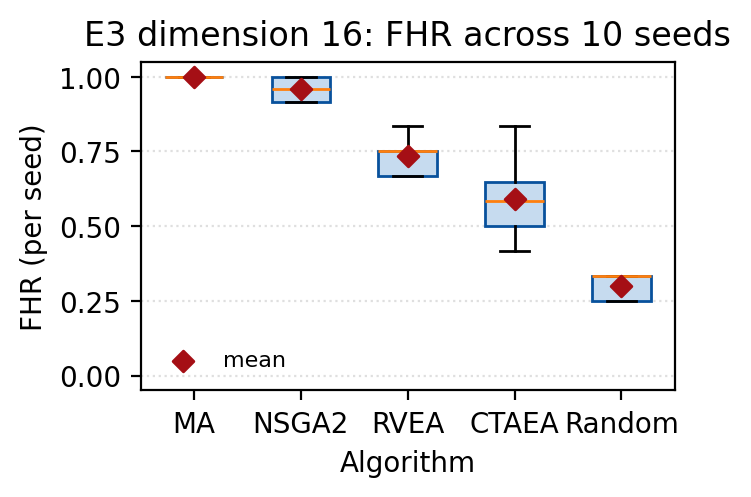 E3 dimension 16: FHR across 10 seeds
FHR (per seed)
1.00
0.75
0.50
0.25
0.00
mean
MA NSGA2 RVEA CTAEA Random
Algorithm